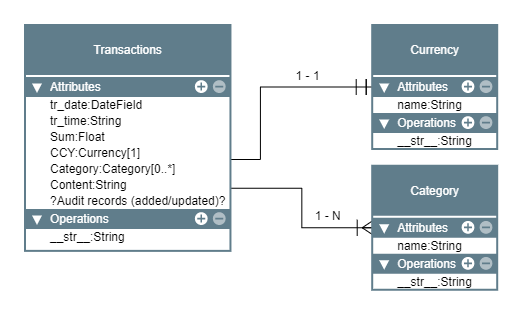 Transactions
Attributes
tr_date:DateField
tr_time:String
Sum:Float
CCY:Currency[1]
Category:Category[0..*]
Content:String
?Audit records (added/updated)?
Operations
__str__:String
1 - 1
1 - N
Currency
Attributes
name:String
Operations
__str__:String
Category
Attributes
name:String
Operations
__str__:String